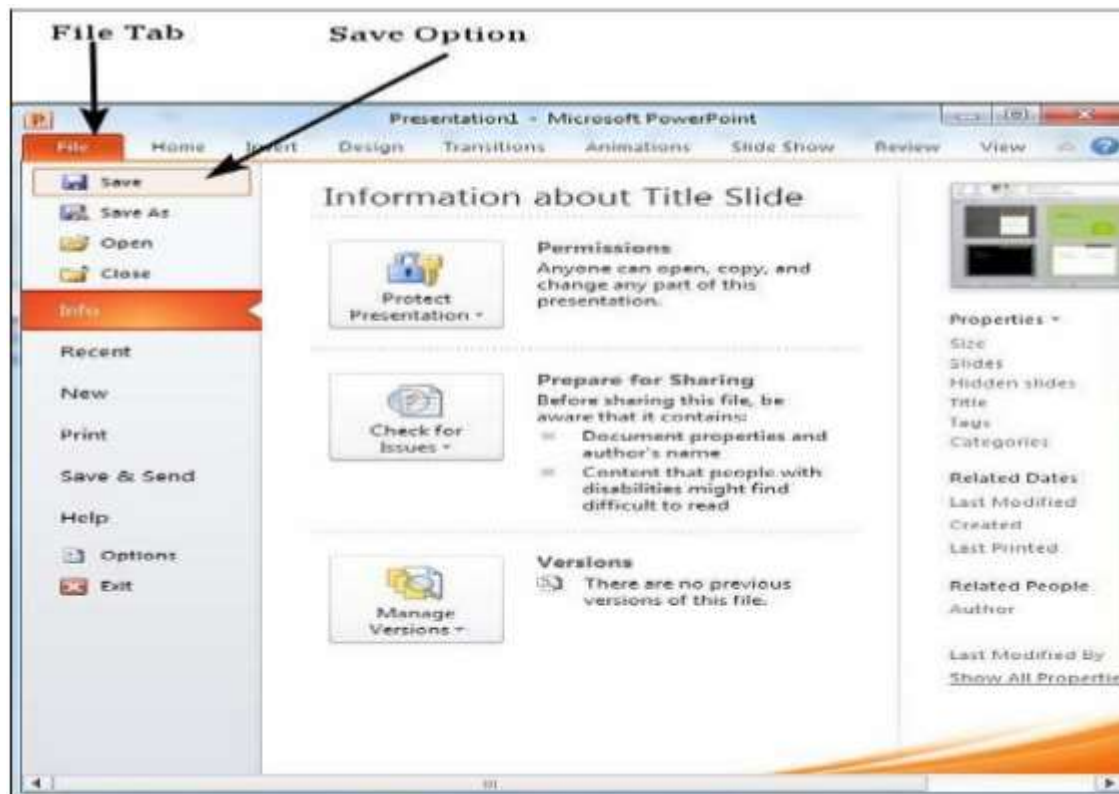 File Tab
Save Option
Presentation1 - Microsoft PowerPoint
File Home Insert Design Transitions Animations Slide Show Review View
Save
Save As
Open
Close
Info
Recent
New
Print
Save & Send
Help
Options
Exit
Information about Title Slide
Protect
Presentation
Permissions
Anyone can open, copy, and
change any part of this
presentation.
Check for
Issues
Prepare for Sharing
Before sharing this file, be
aware that it contains:
Document properties and
author's name
Content that people with
disabilities might find
difficult to read
Manage
Versions
Versions
There are no previous
versions of this file.
Properties
Size
Slides
Hidden slides
Title
Tags
Categories
Related Dates
Last Modified
Created
Last Printed
Related People
Author
Last Modified By
Show All Propertie